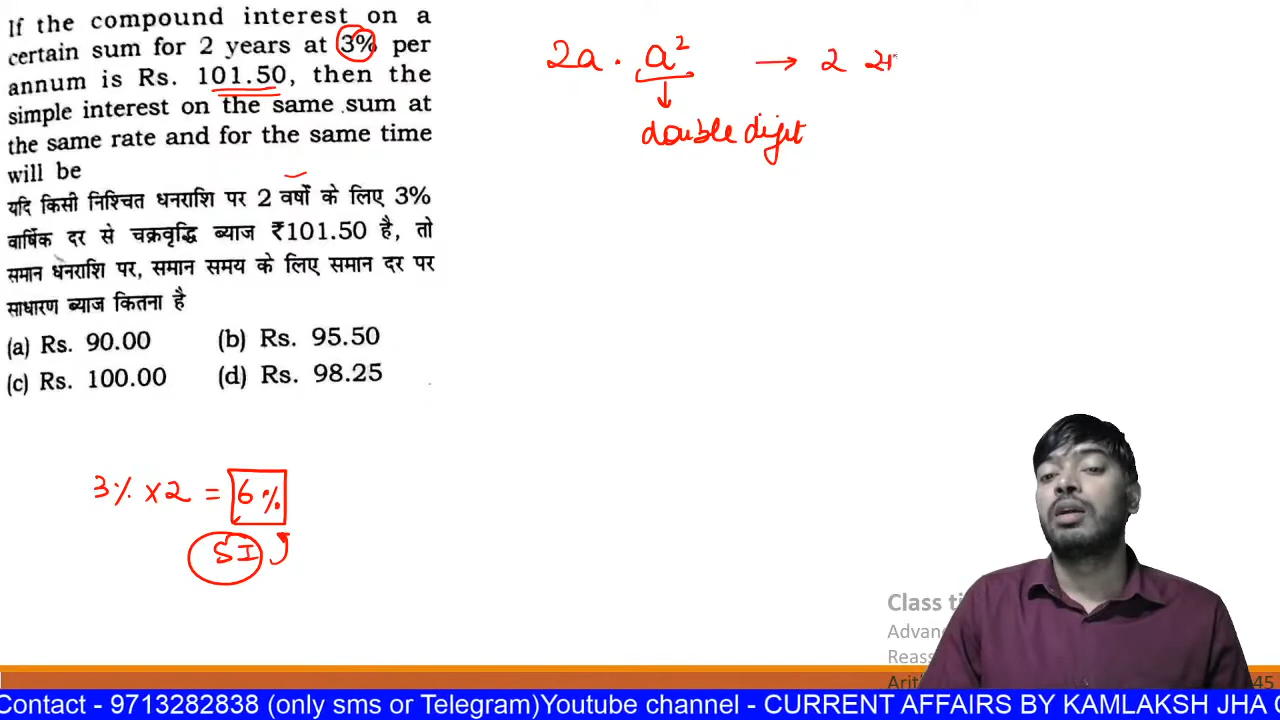 If the compound interest on a
certain sum for 2 years at 3% per
annum is Rs. 101.50, then the
simple interest on the same sum at
the same rate and for the same time
will be
यदि किसी निश्चित धनराशि पर 2 वर्षों के लिए 3%
वार्षिक दर से चक्रवृद्धि ब्याज ₹101.50 है, तो
समान धनराशि पर, समान समय के लिए समान दर पर
साधारण ब्याज कितना है
(a) Rs. 90.00 (b) Rs. 95.50
(c) Rs. 100.00 (d) Rs. 98.25
3% × 2 = 6%
SI
2a . a² → 2
double digit
Class ti
Advan
Reas
Arit 45
Contact - 9713282838 (only sms or Telegram)Youtube channel - CURRENT AFFAIRS BY KAMLAKSH JHA